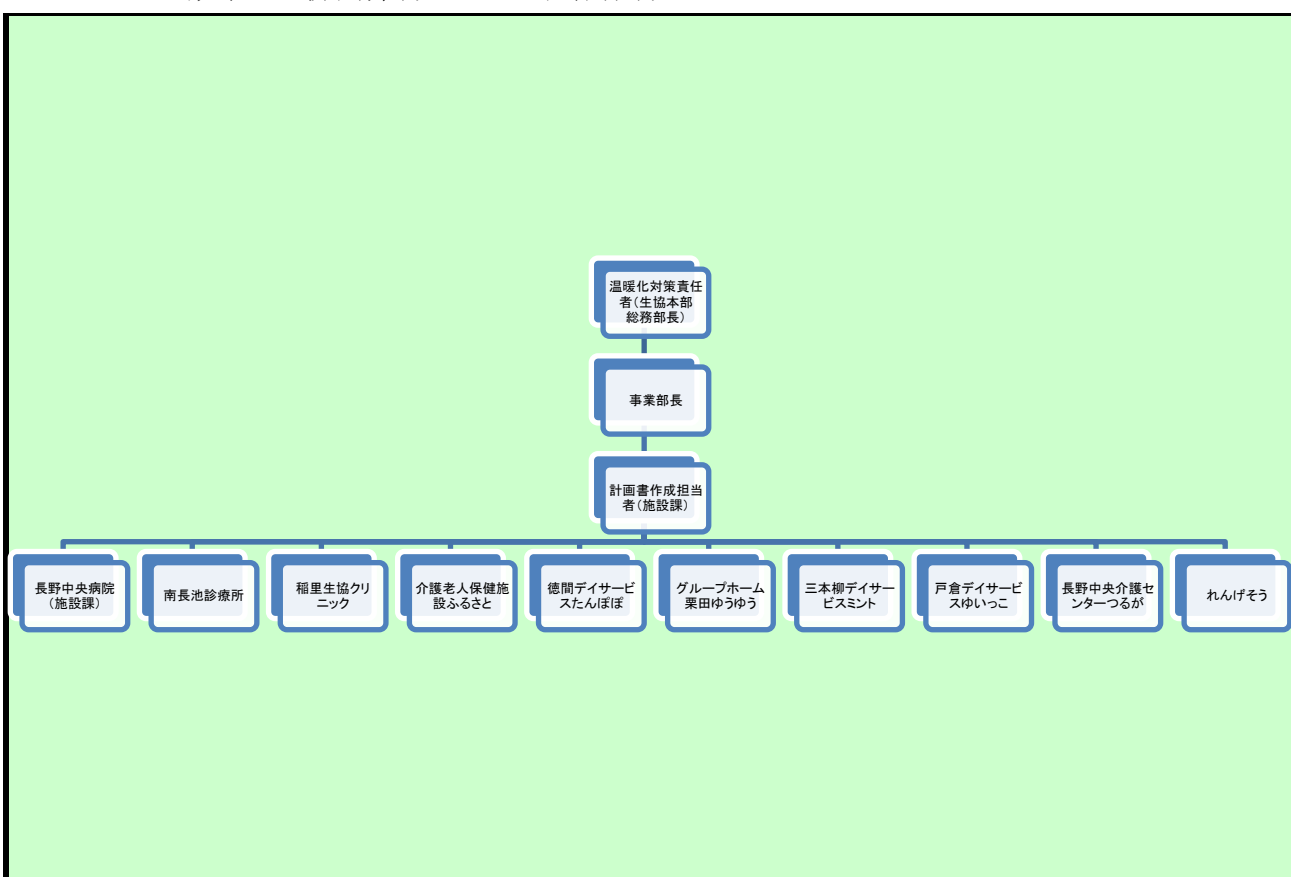 温暖化対策責任
者(生協本部
総務部長)
事業部長
計画書作成担当
者(施設課)
長野中央病院
(施設課)
南長池診療所
稲里生協クリ
ニック
介護老人保健施
設ふるさと
徳間デイサービ
スたんぽぽ
グループホーム
栗田ゆうゆう
三本柳デイサー
ビスミント
戸倉デイサービ
スゆいっこ
長野中央介護セ
ンターつるが
れんげそう